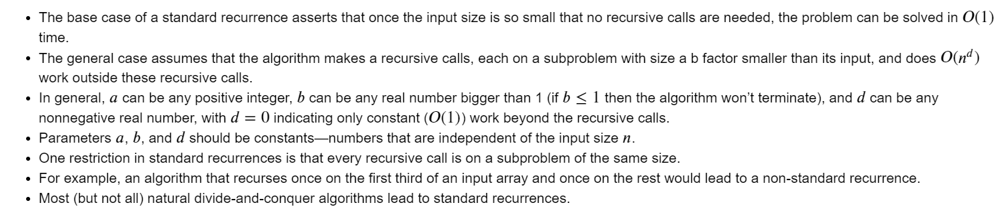 • The base case of a standard recurrence asserts that once the input size is so small that no recursive calls are needed, the problem can be solved in O(1)
time.
• The general case assumes that the algorithm makes a recursive calls, each on a subproblem with size a b factor smaller than its input, and does O(n^d)
work outside these recursive calls.
• In general, a can be any positive integer, b can be any real number bigger than 1 (if b ≤ 1 then the algorithm won’t terminate), and d can be any
nonnegative real number, with d = 0 indicating only constant (O(1)) work beyond the recursive calls.
• Parameters a, b, and d should be constants—numbers that are independent of the input size n.
• One restriction in standard recurrences is that every recursive call is on a subproblem of the same size.
• For example, an algorithm that recurses once on the first third of an input array and once on the rest would lead to a non-standard recurrence.
• Most (but not all) natural divide-and-conquer algorithms lead to standard recurrences.